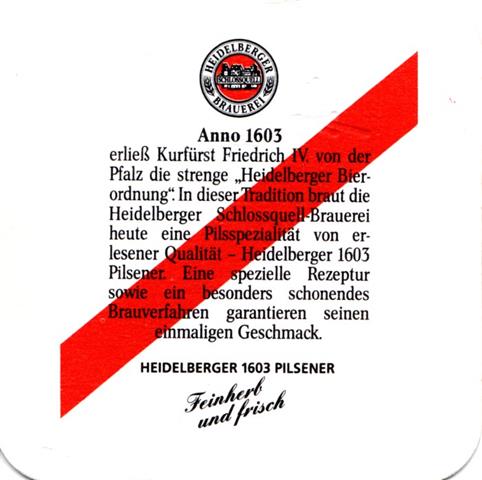 HEIDELBERGER
SCHLOSSQUELL
BRAUEREI
Anno 1603
erließ Kurfürst Friedrich IV. von der
Pfalz die strenge „Heidelberger Bier-
ordnung“. In dieser Tradition braut die
Heidelberger Schlossquell-Brauerei
heute eine Pilsspezialität von er-
lesener Qualität – Heidelberger 1603
Pilsener. Eine spezielle Rezeptur
sowie ein besonders schonendes
Brauverfahren garantieren seinen
einmaligen Geschmack.
HEIDELBERGER 1603 PILSENER
Feinherb
und frisch